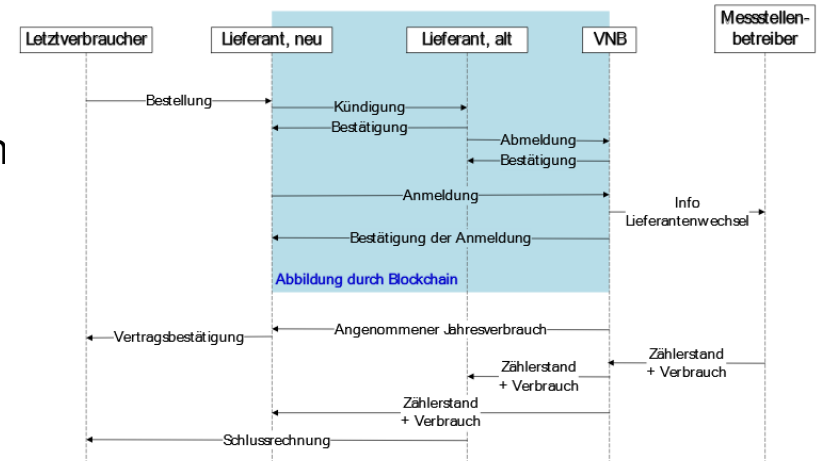 Messstellen-
betreiber
Letztverbraucher
Lieferant, neu
Lieferant, alt
VNB
Bestellung
Kündigung
Bestätigung
Abmeldung
n
Bestätigung
Anmeldung
Info
Lieferantenwechsel
Bestätigung der Anmeldung
Abbildung durch Blockchain
Angenommener Jahresverbrauch
Vertragsbestätigung
Zählerstand
+ Verbrauch
Zählerstand
+ Verbrauch
Zählerstand
+ Verbrauch
Schlussrechnung